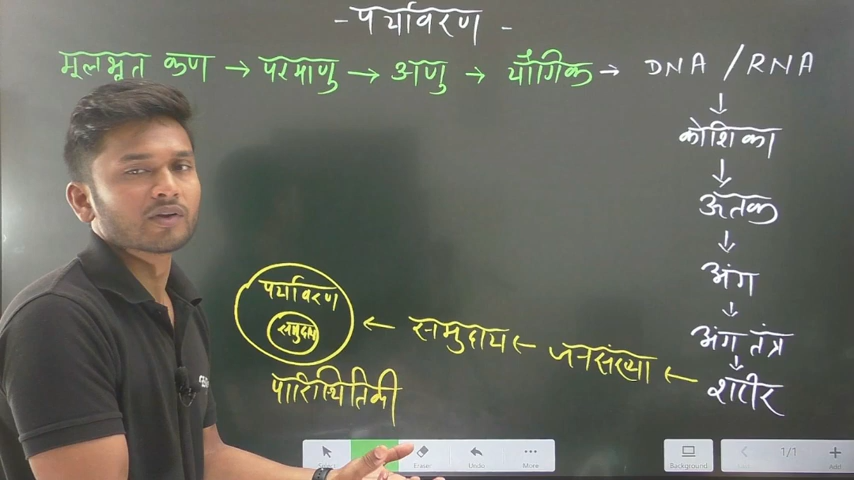 - पर्यावरण -
मूलभूत कण → परमाणु → अणु → यौगिक → DNA / RNA
↓
कोशिका
↓
ऊतक
↓
अंग
↓
अंग तंत्र
↓
शरीर
← जनसंख्या
← समुदाय
←
पर्यावरण
समुदाय
पारिस्थितिकी
Select
Eraser
Undo
More
Background
1/1
Add